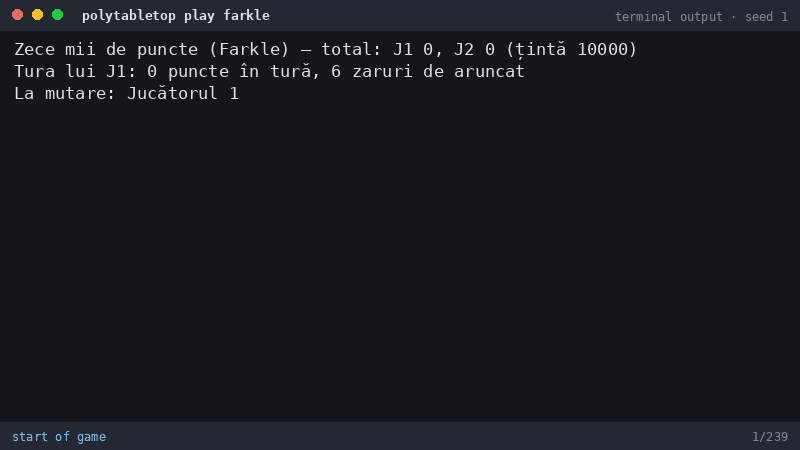 polytabletop play farkle
terminal output · seed 1
Zece mii de puncte (Farkle) — total: J1 0, J2 0 (țintă 10000)
Tura lui J1: 0 puncte în tură, 6 zaruri de aruncat
La mutare: Jucătorul 1
start of game
1/239